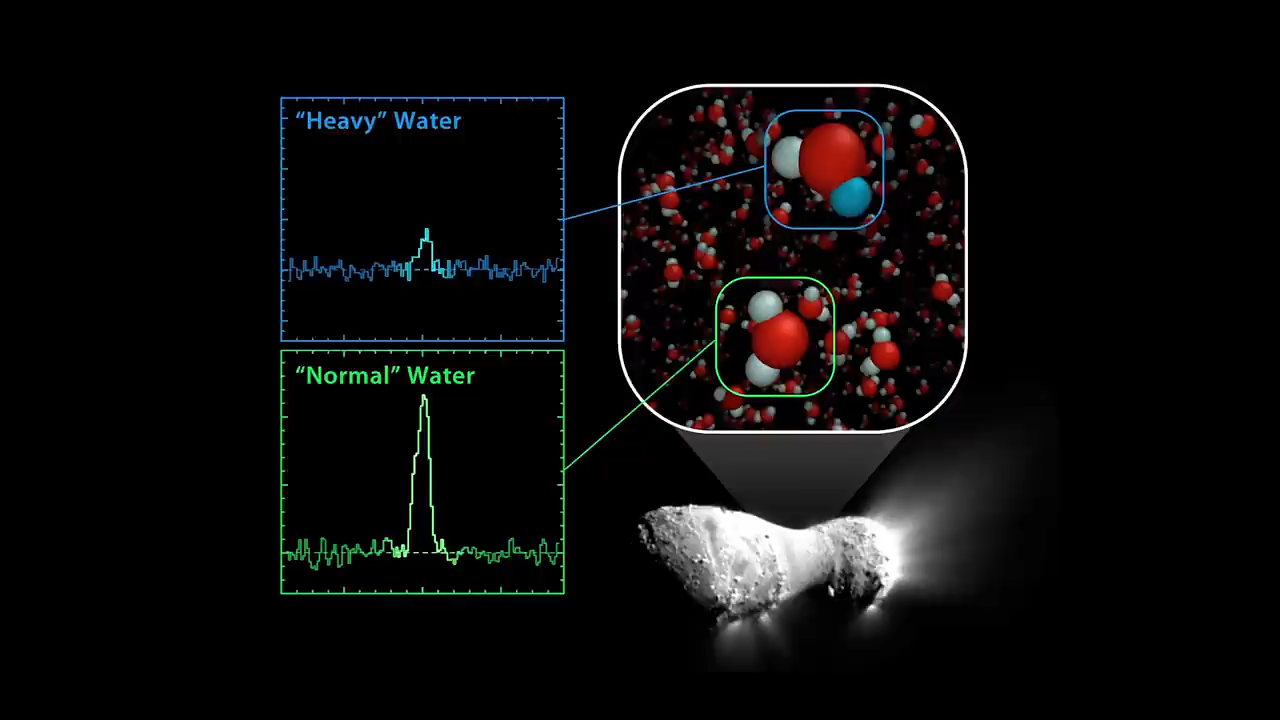 “Heavy” Water
“Normal” Water